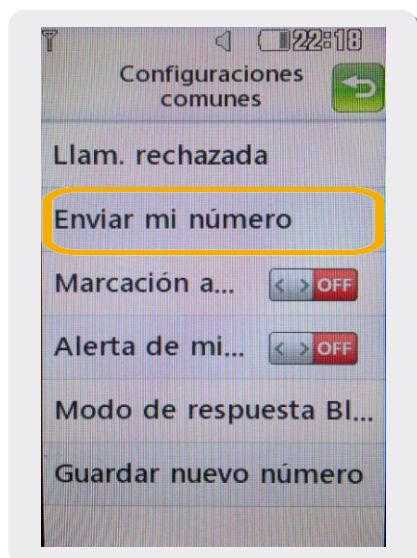 22:18
Configuraciones
comunes
Llam. rechazada
Enviar mi número
Marcación a...
OFF
Alerta de mi...
OFF
Modo de respuesta Bl...
Guardar nuevo número